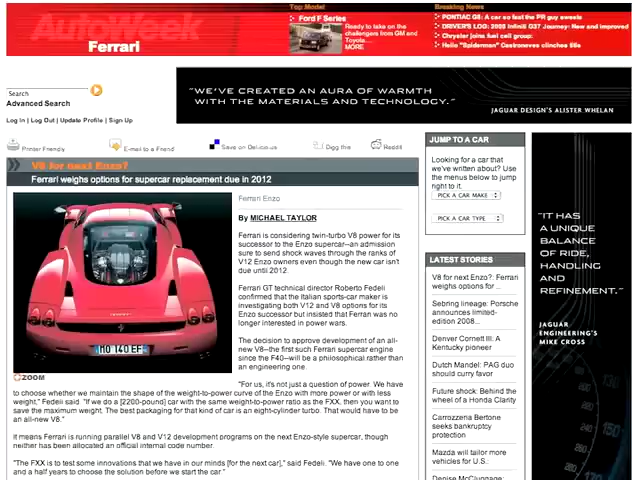 AutoWeek
Ferrari
Top Model
Ford F Series
Ready to take on the
challengers from GM and
Toyota...
MORE
Breaking News
PONTIAC G8: A car so fast the PR guy sweats
DRIVER'S LOG: 2008 Infiniti G37 Journey: New and improved
Chrysler joins fuel cell group:
Helio "Spiderman" Castroneves clinches title
Search
Advanced Search
Log In | Log Out | Update Profile | Sign Up
"WE'VE CREATED AN AURA OF WARMTH
WITH THE MATERIALS AND TECHNOLOGY."
JAGUAR DESIGN'S ALISTER WHELAN
Printer Friendly
E-mail to a Friend
Save on Del.icio.us
Digg this
Reddit
V8 for next Enzo?
Ferrari weighs options for supercar replacement due in 2012
Ferrari Enzo
By MICHAEL TAYLOR
Ferrari is considering twin-turbo V8 power for its
successor to the Enzo supercar--an admission
sure to send shock waves through the ranks of
V12 Enzo owners even though the new car isn't
due until 2012.
Ferrari GT technical director Roberto Fedeli
confirmed that the Italian sports-car maker is
investigating both V12 and V8 options for its
Enzo successor but insisted that Ferrari was no
longer interested in power wars.
The decision to approve development of an all-
new V8--the first such Ferrari supercar engine
since the F40--will be a philosophical rather than
an engineering one.
ZOOM
"For us, it's not just a question of power. We have
to choose whether we maintain the shape of the weight-to-power curve of the Enzo with more power or with less
weight," Fedeli said. "If we do a [2200-pound] car with the same weight-to-power ratio as the FXX, then you want to
save the maximum weight. The best packaging for that kind of car is an eight-cylinder turbo. That would have to be
an all-new V8."
It means Ferrari is running parallel V8 and V12 development programs on the next Enzo-style supercar, though
neither has been allocated an official internal code number.
"The FXX is to test some innovations that we have in our minds [for the next car]," said Fedeli. "We have one to one
and a half years to choose the solution before we start the car."
JUMP TO A CAR
Looking for a car that
we've written about? Use
the menus below to jump
right to it.
PICK A CAR MAKE
PICK A CAR TYPE
LATEST STORIES
V8 for next Enzo?: Ferrari
weighs options for ...
Sebring lineage: Porsche
announces limited-
edition 2008...
Denver Cornett III: A
Kentucky pioneer
Dutch Mandel: PAG duo
should curry favor
Future shock: Behind the
wheel of a Honda Clarity
Carrozzeria Bertone
seeks bankruptcy
protection
Mazda will tailor more
vehicles for U.S.
Denise McCluggage:
"IT HAS
A UNIQUE
BALANCE
OF RIDE,
HANDLING
AND
REFINEMENT."
JAGUAR
ENGINEERING'S
MIKE CROSS